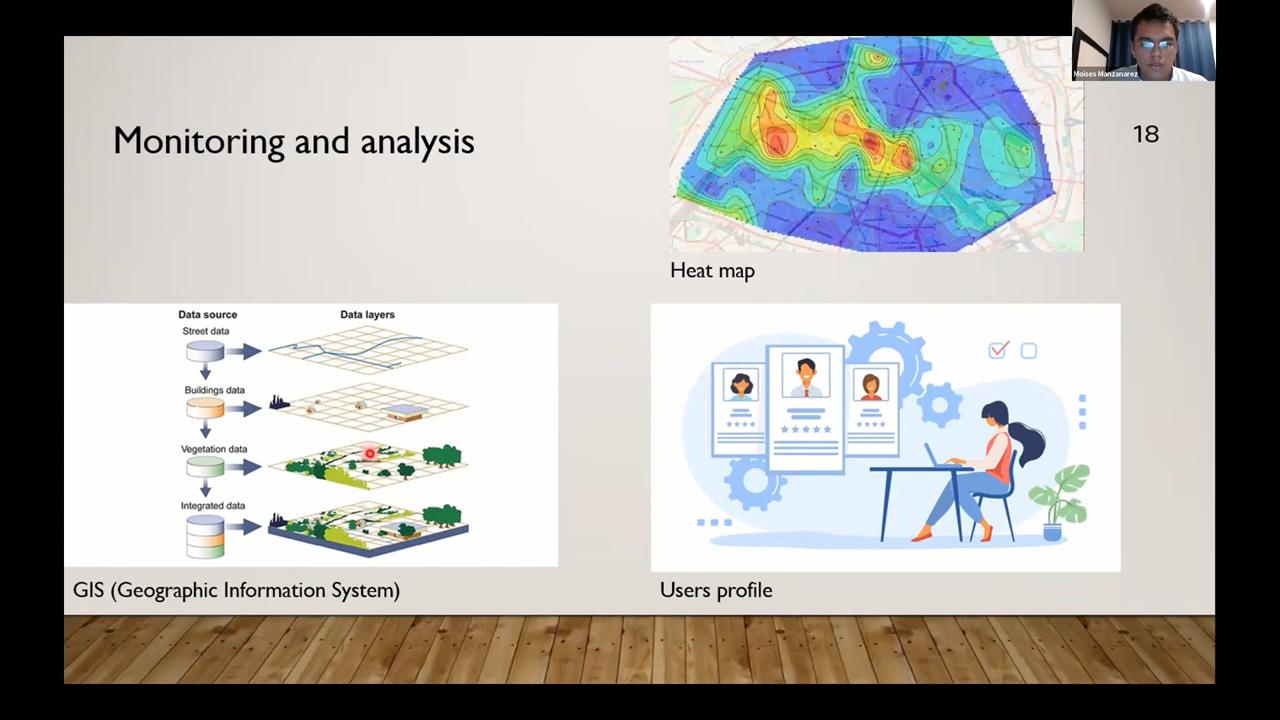 Moises Manzanarez
Monitoring and analysis
18
Heat map
Data source
Data layers
Street data
Buildings data
Vegetation data
Integrated data
GIS (Geographic Information System)
Users profile